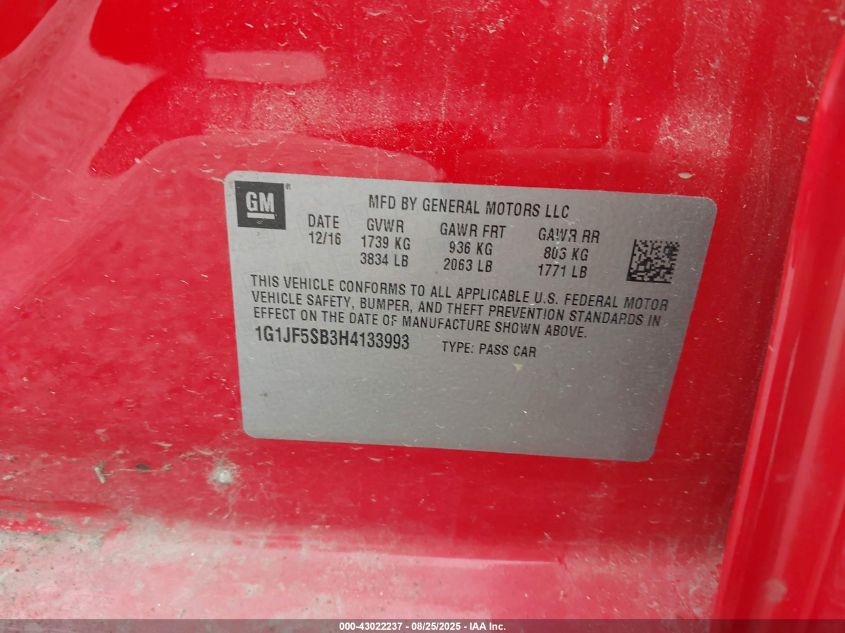 GM
MFD BY GENERAL MOTORS LLC
DATE GVWR GAWR FRT GAWR RR
12/16 1739 KG 936 KG 803 KG
3834 LB 2063 LB 1771 LB
THIS VEHICLE CONFORMS TO ALL APPLICABLE U.S. FEDERAL MOTOR
VEHICLE SAFETY, BUMPER, AND THEFT PREVENTION STANDARDS IN
EFFECT ON THE DATE OF MANUFACTURE SHOWN ABOVE.
1G1JF5SB3H4133993 TYPE: PASS CAR
000-43022237 - 08/25/2025 - IAA Inc.